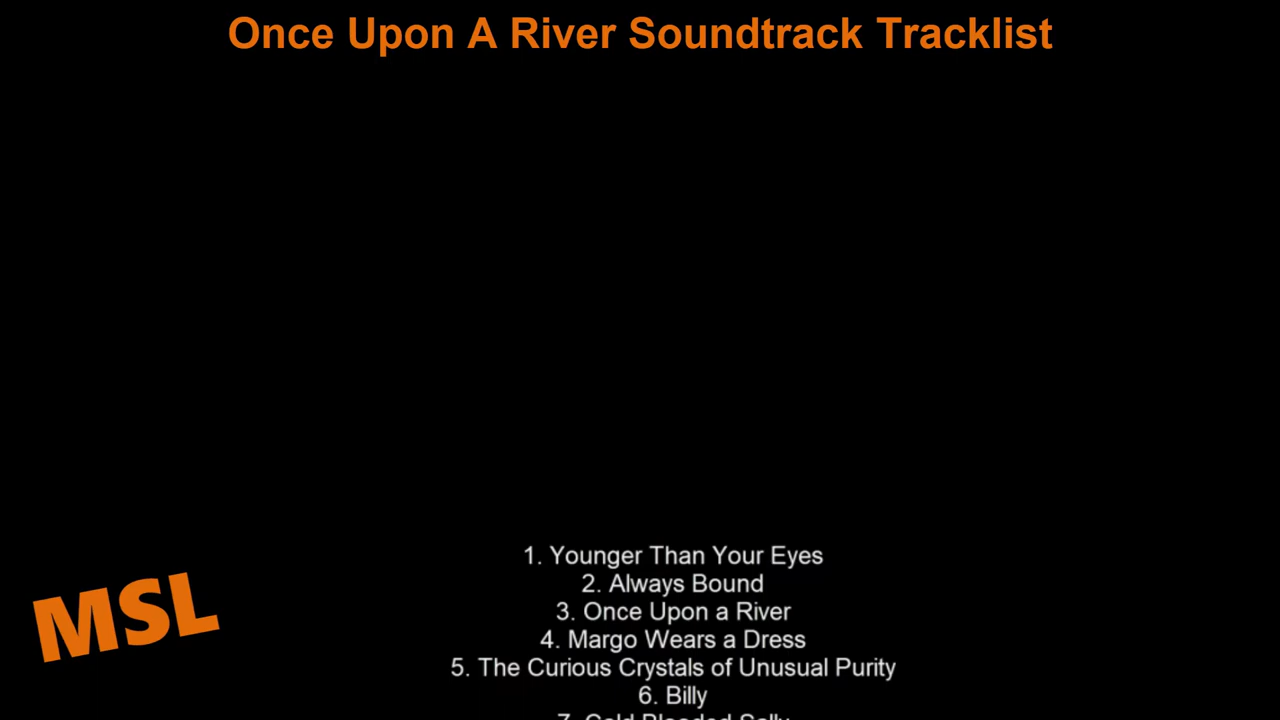 Once Upon A River Soundtrack Tracklist
1. Younger Than Your Eyes
2. Always Bound
3. Once Upon a River
4. Margo Wears a Dress
MSL
5. The Curious Crystals of Unusual Purity
6. Billy